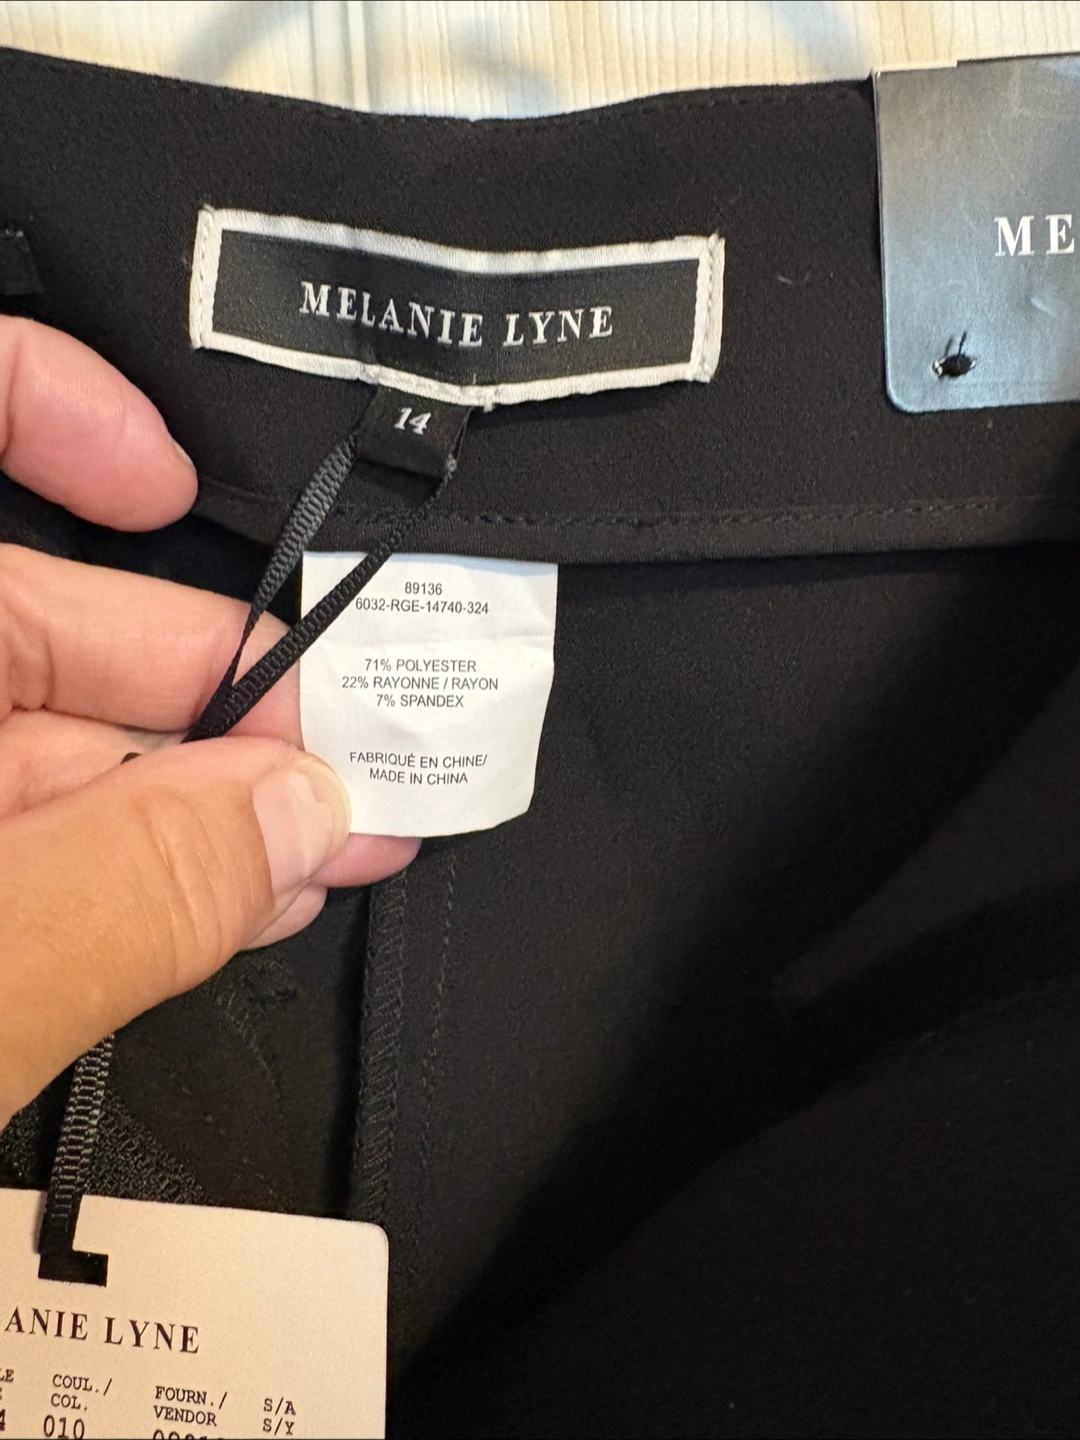 MELANIE LYNE
ME
14
89136
6032-RGE-14740-324
71% POLYESTER
22% RAYONNE / RAYON
7% SPANDEX
FABRIQUÉ EN CHINE/
MADE IN CHINA
ANIE LYNE
COUL./
COL.
010
FOURN./
VENDOR
S/A
S/Y